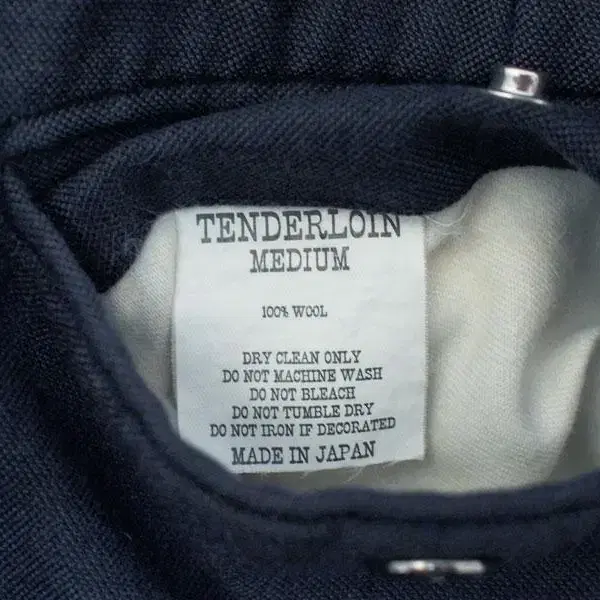 TENDERLOIN
MEDIUM
100% WOOL
DRY CLEAN ONLY
DO NOT MACHINE WASH
DO NOT BLEACH
DO NOT TUMBLE DRY
DO NOT IRON IF DECORATED
MADE IN JAPAN